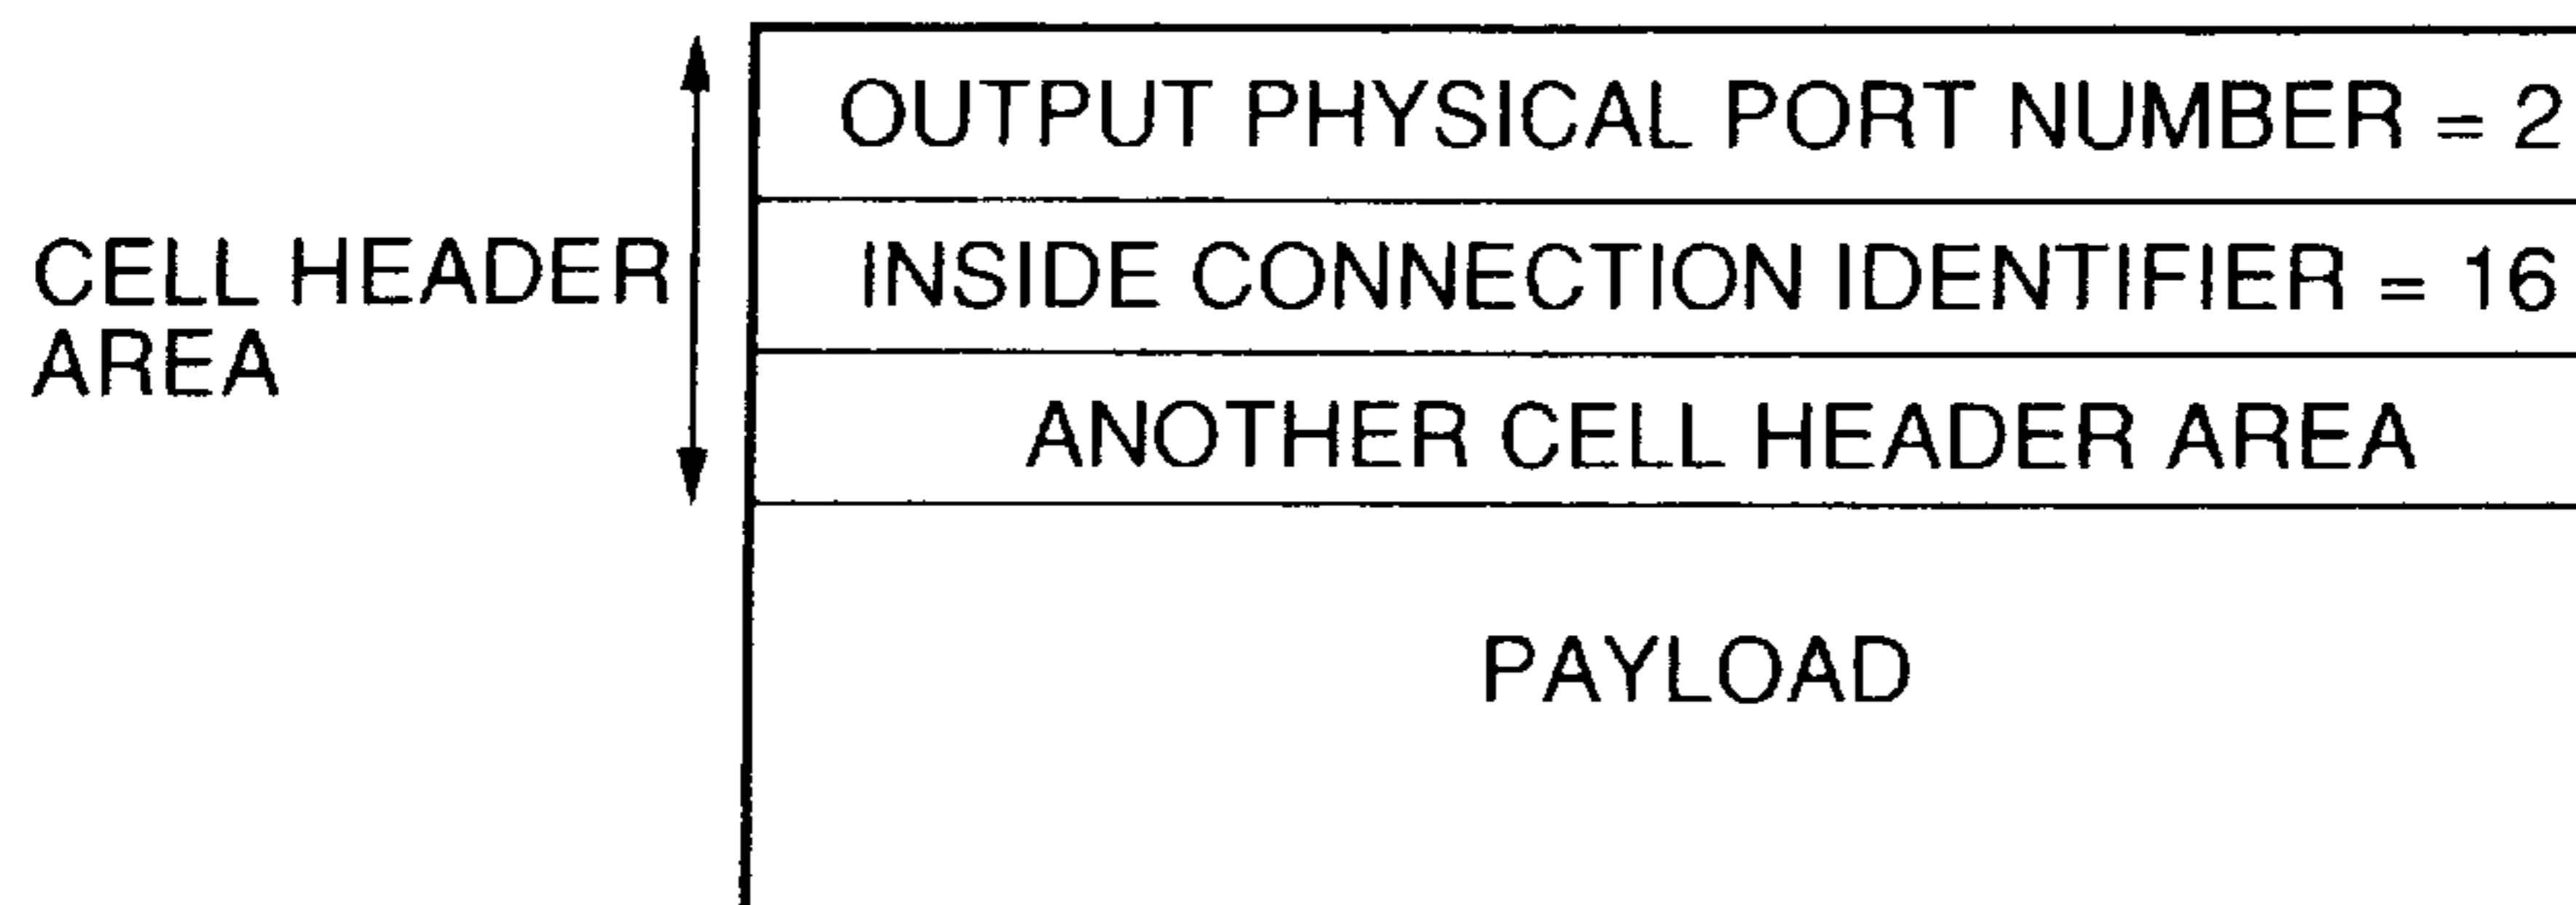 OUTPUT PHYSICAL PORT NUMBER = 2
INSIDE CONNECTION IDENTIFIER = 16
CELL HEADER
AREA
ANOTHER CELL HEADER AREA
PAYLOAD